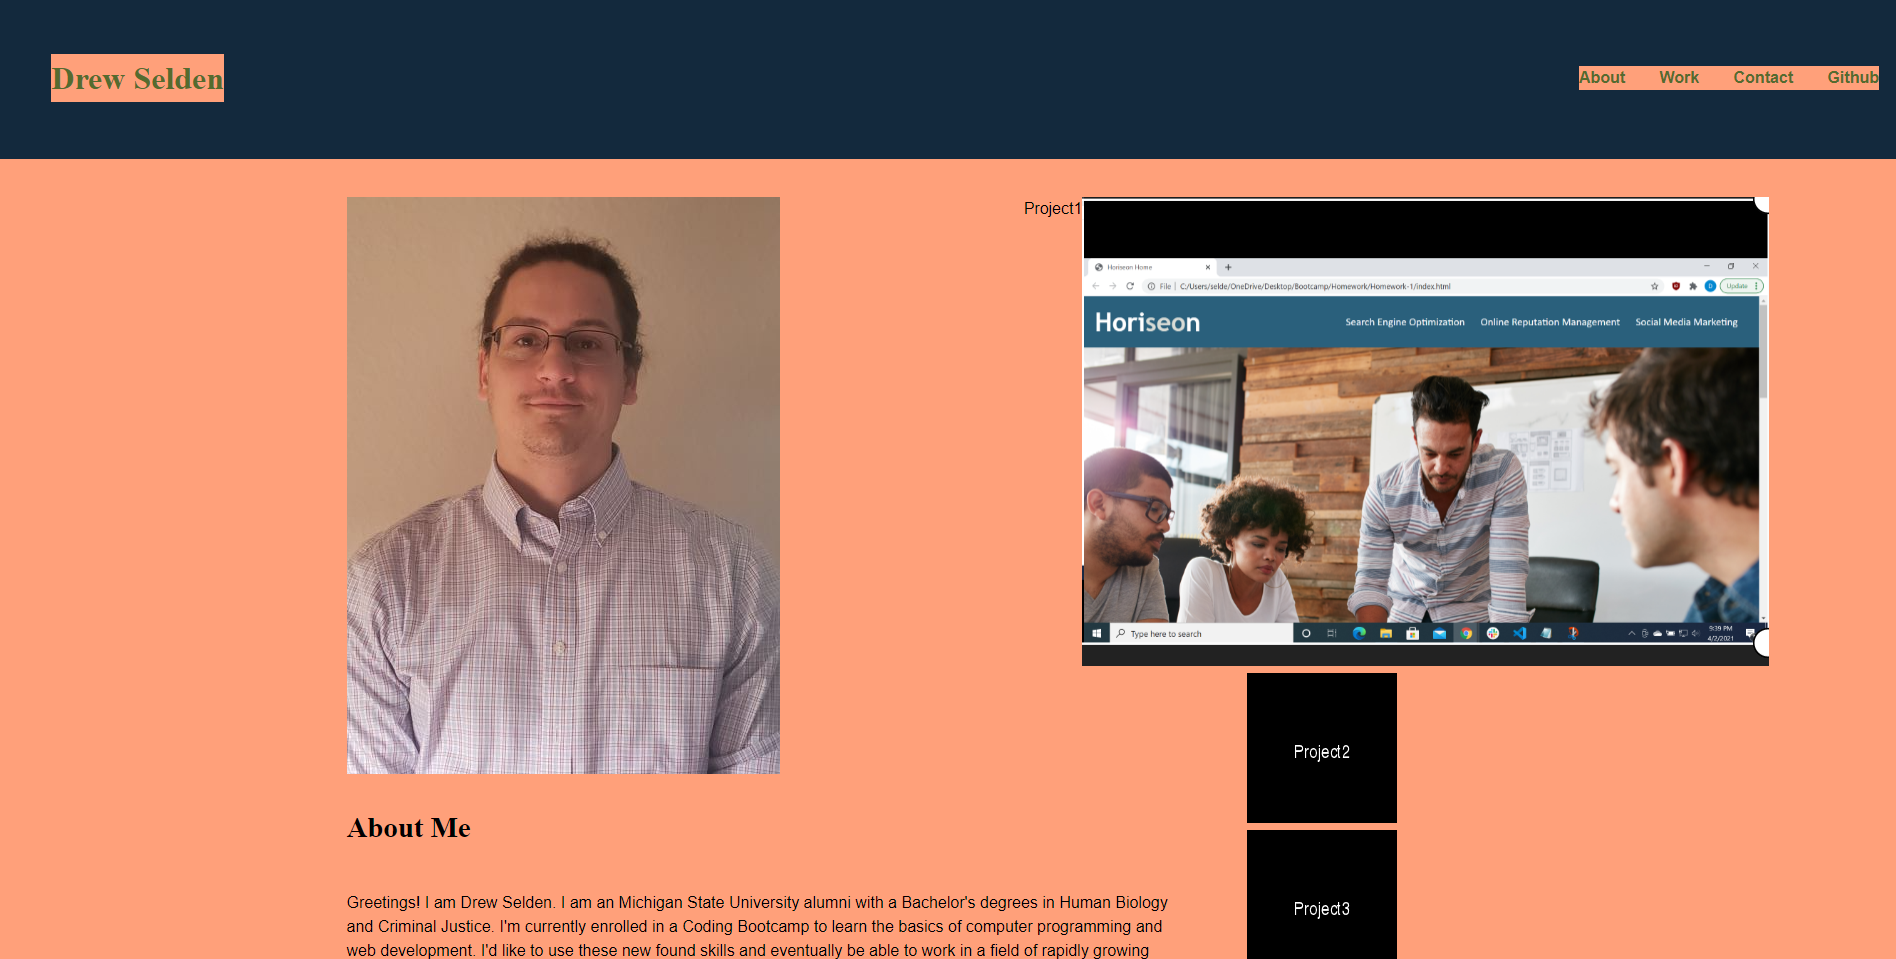 Drew Selden
About Work Contact Github
Project1
Horiseon Home
File C:/Users/selde/OneDrive/Desktop/Bootcamp/Homework/Homework-1/index.html Update
Horiseon Search Engine Optimization Online Reputation Management Social Media Marketing
Type here to search
9:39 PM
4/2/2021
Project2
Project3
About Me
Greetings! I am Drew Selden. I am an Michigan State University alumni with a Bachelor's degrees in Human Biology
and Criminal Justice. I'm currently enrolled in a Coding Bootcamp to learn the basics of computer programming and
web development. I'd like to use these new found skills and eventually be able to work in a field of rapidly growing